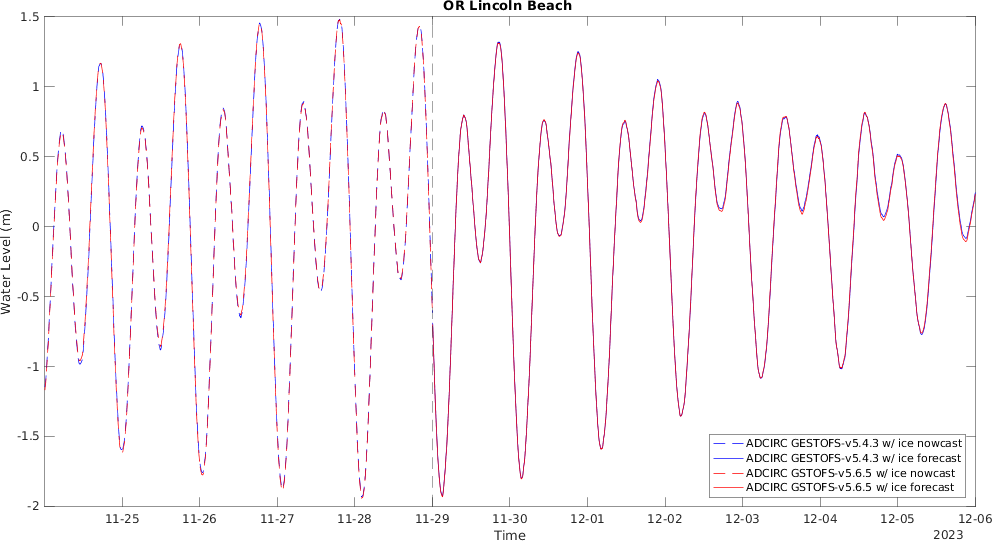 OR Lincoln Beach
1.5
1
0.5
0
-0.5
-1
-1.5
-2
Water Level (m)
ADCIRC GESTOFS-v5.4.3 w/ ice nowcast
ADCIRC GESTOFS-v5.4.3 w/ ice forecast
ADCIRC GSTOFS-v5.6.5 w/ ice nowcast
ADCIRC GSTOFS-v5.6.5 w/ ice forecast
11-25 11-26 11-27 11-28 11-29 11-30 12-01 12-02 12-03 12-04 12-05 12-06
Time
2023